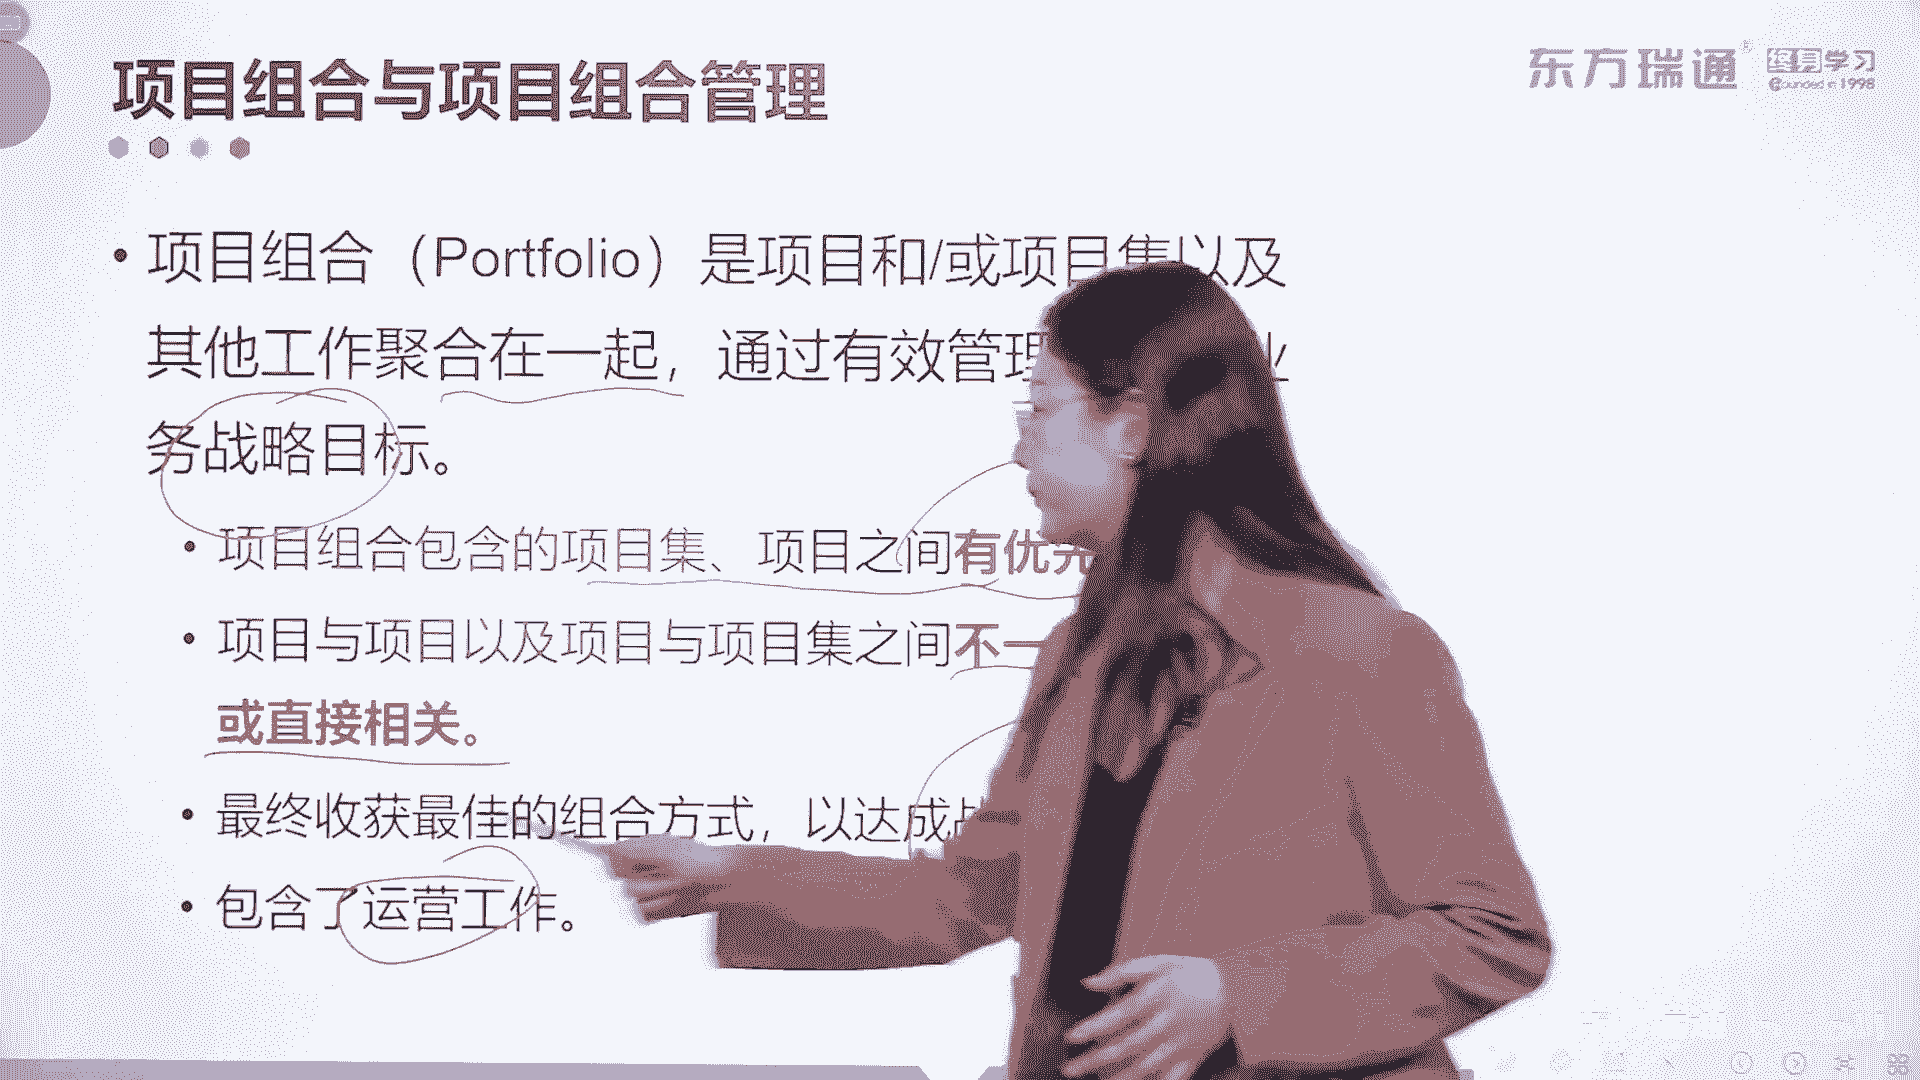 项目组合与项目组合管理
东方瑞通®
终身学习
Founded in 1998
• 项目组合（Portfolio）是项目和/或项目集以及
其他工作聚合在一起，通过有效管理
务战略目标。
• 项目组合包含的项目集、项目之间有优先
• 项目与项目以及项目与项目集之间不一
或直接相关。
• 最终收获最佳的组合方式，以达成战
• 包含了运营工作。